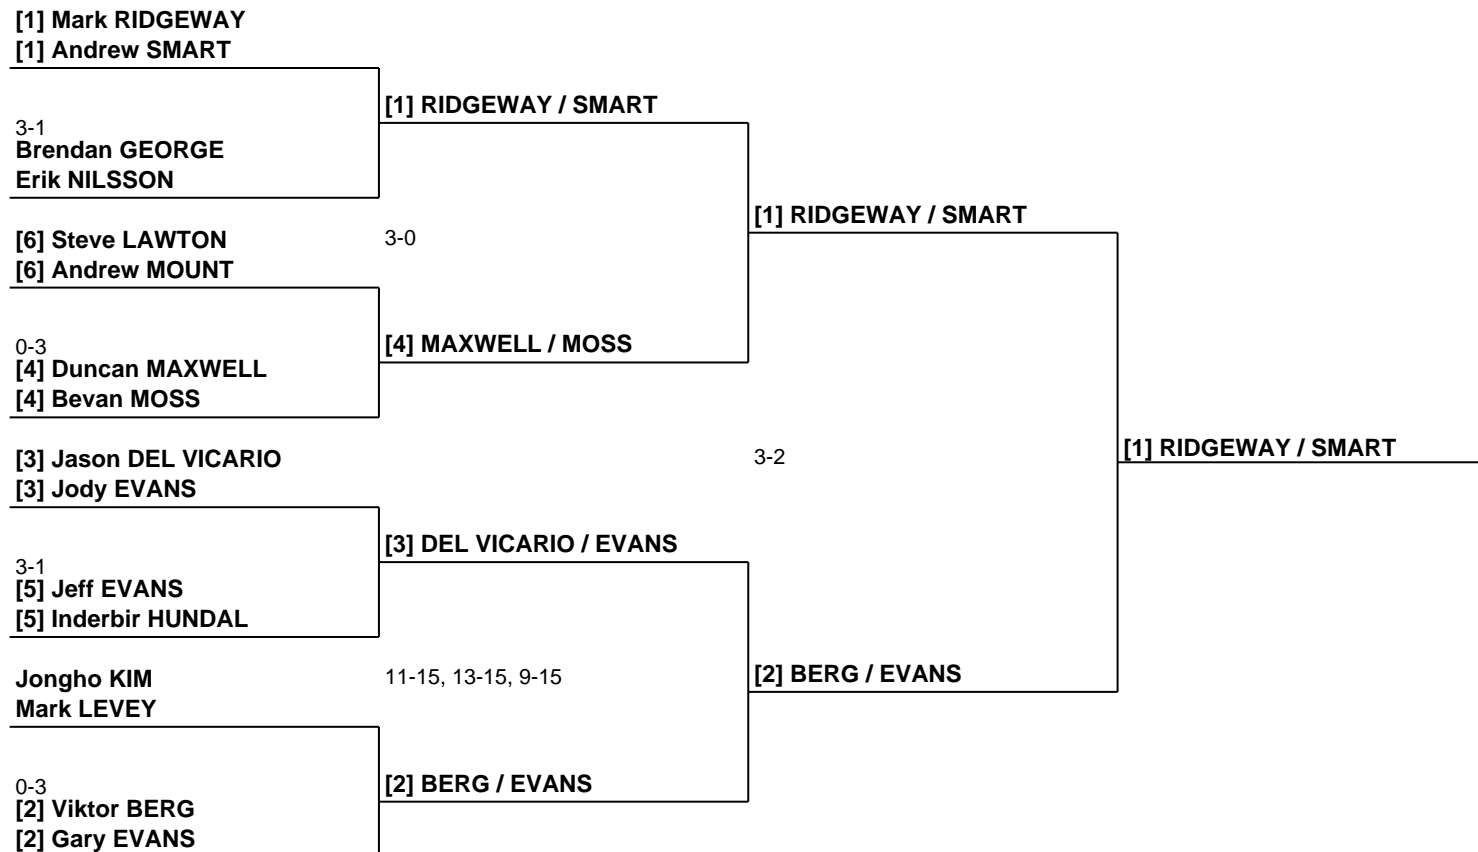 [1] Mark RIDGEWAY
[1] Andrew SMART
[1] RIDGEWAY / SMART
3-1
Brendan GEORGE
Erik NILSSON
[1] RIDGEWAY / SMART
[6] Steve LAWTON
3-0
[6] Andrew MOUNT
[4] MAXWELL / MOSS
0-3
[4] Duncan MAXWELL
[4] Bevan MOSS
[1] RIDGEWAY / SMART
[3] Jason DEL VICARIO
3-2
[3] Jody EVANS
[3] DEL VICARIO / EVANS
3-1
[5] Jeff EVANS
[5] Inderbir HUNDAL
Jongho KIM
11-15, 13-15, 9-15
[2] BERG / EVANS
Mark LEVEY
[2] BERG / EVANS
0-3
[2] Viktor BERG
[2] Gary EVANS